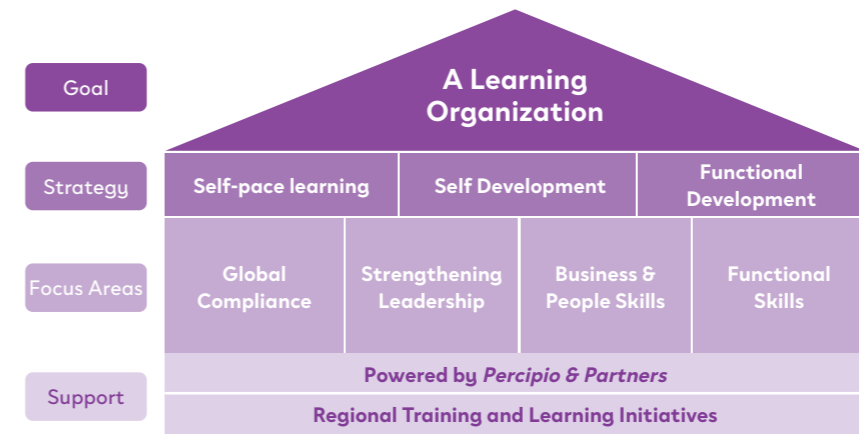 Goal
A Learning
Organization
Strategy
Self-pace learning
Self Development
Functional
Development
Focus Areas
Global
Compliance
Strengthening
Leadership
Business &
People Skills
Functional
Skills
Support
Powered by Percipio & Partners
Regional Training and Learning Initiatives